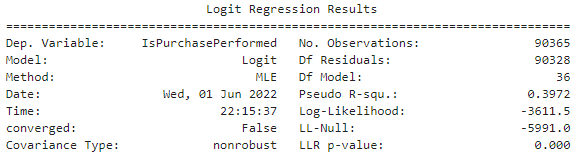 Logit Regression Results
==============================================================================
Dep. Variable: IsPurchasePerformed No. Observations: 90365
Model: Logit Df Residuals: 90328
Method: MLE Df Model: 36
Date: Wed, 01 Jun 2022 Pseudo R-squ.: 0.3972
Time: 22:15:37 Log-Likelihood: -3611.5
converged: False LL-Null: -5991.0
Covariance Type: nonrobust LLR p-value: 0.000